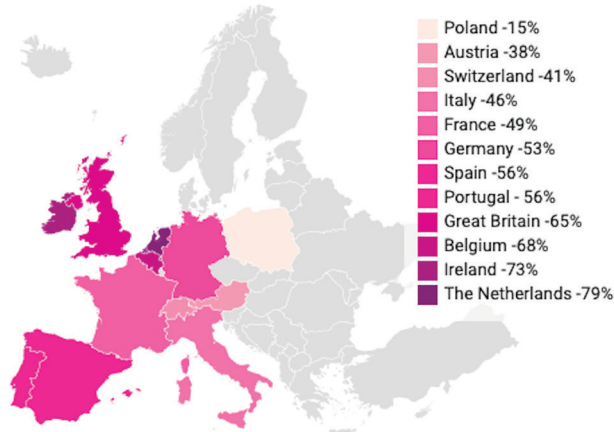 Poland -15%
Austria -38%
Switzerland -41%
Italy -46%
France -49%
Germany -53%
Spain -56%
Portugal - 56%
Great Britain -65%
Belgium -68%
Ireland -73%
The Netherlands -79%